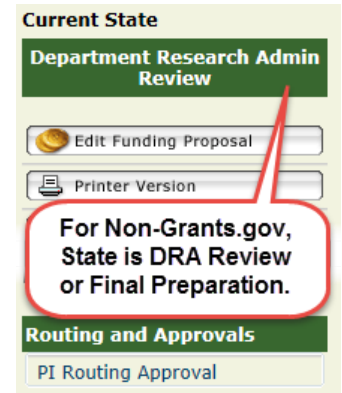 Current State
Department Research Admin
Review
Edit Funding Proposal
Printer Version
For Non-Grants.gov,
State is DRA Review
or Final Preparation.
Routing and Approvals
PI Routing Approval